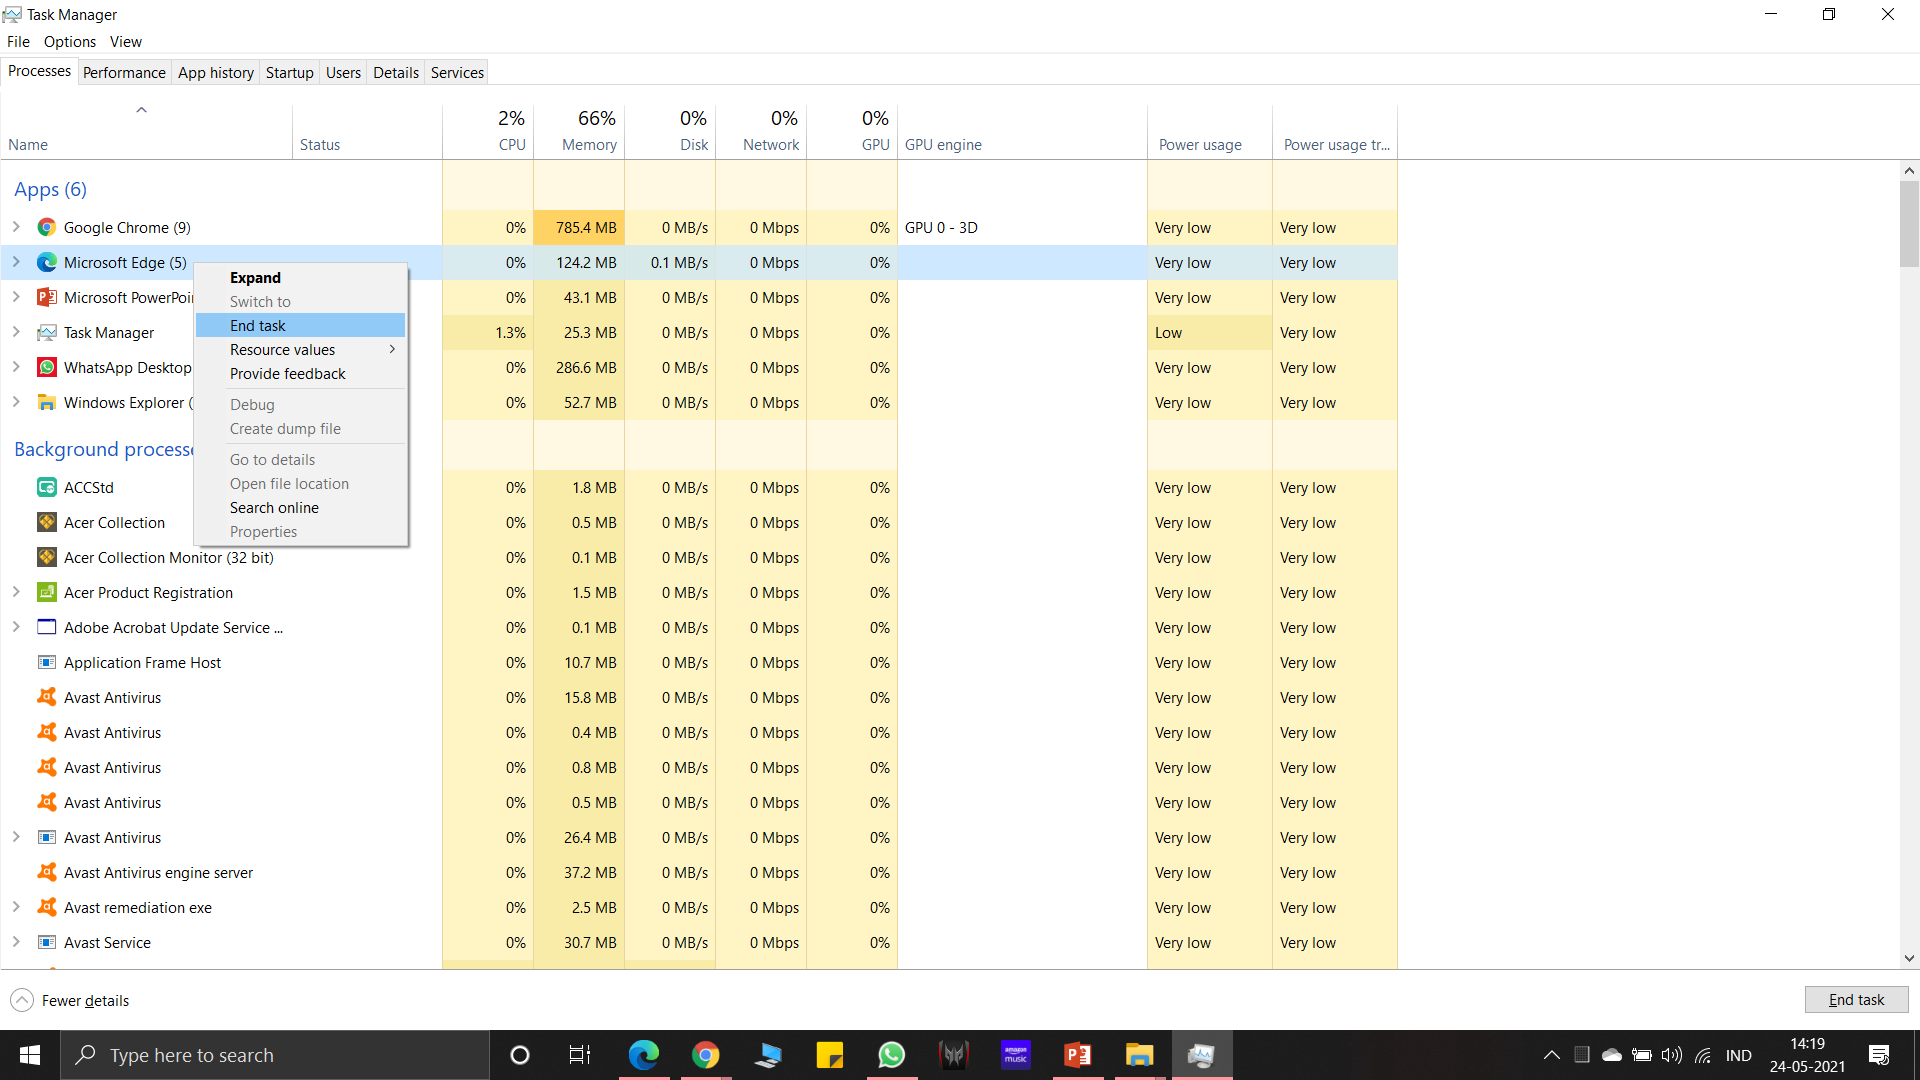 Task Manager
File Options View
Processes Performance App history Startup Users Details Services
2% 66% 0% 0% 0%
Name Status CPU Memory Disk Network GPU GPU engine Power usage Power usage tr...
Apps (6)
Google Chrome (9) 0% 785.4 MB 0 MB/s 0 Mbps 0% GPU 0 - 3D Very low Very low
Microsoft Edge (5) 0% 124.2 MB 0.1 MB/s 0 Mbps 0% Very low Very low
Microsoft PowerPoin 0% 43.1 MB 0 MB/s 0 Mbps 0% Very low Very low
Task Manager 1.3% 25.3 MB 0 MB/s 0 Mbps 0% Low Very low
WhatsApp Desktop 0% 286.6 MB 0 MB/s 0 Mbps 0% Very low Very low
Windows Explorer ( 0% 52.7 MB 0 MB/s 0 Mbps 0% Very low Very low
Expand
Switch to
End task
Resource values
Provide feedback
Debug
Create dump file
Go to details
Open file location
Search online
Properties
Background processe
ACCStd 0% 1.8 MB 0 MB/s 0 Mbps 0% Very low Very low
Acer Collection 0% 0.5 MB 0 MB/s 0 Mbps 0% Very low Very low
Acer Collection Monitor (32 bit) 0% 0.1 MB 0 MB/s 0 Mbps 0% Very low Very low
Acer Product Registration 0% 1.5 MB 0 MB/s 0 Mbps 0% Very low Very low
Adobe Acrobat Update Service ... 0% 0.1 MB 0 MB/s 0 Mbps 0% Very low Very low
Application Frame Host 0% 10.7 MB 0 MB/s 0 Mbps 0% Very low Very low
Avast Antivirus 0% 15.8 MB 0 MB/s 0 Mbps 0% Very low Very low
Avast Antivirus 0% 0.4 MB 0 MB/s 0 Mbps 0% Very low Very low
Avast Antivirus 0% 0.8 MB 0 MB/s 0 Mbps 0% Very low Very low
Avast Antivirus 0% 0.5 MB 0 MB/s 0 Mbps 0% Very low Very low
Avast Antivirus 0% 26.4 MB 0 MB/s 0 Mbps 0% Very low Very low
Avast Antivirus engine server 0% 37.2 MB 0 MB/s 0 Mbps 0% Very low Very low
Avast remediation exe 0% 2.5 MB 0 MB/s 0 Mbps 0% Very low Very low
Avast Service 0% 30.7 MB 0 MB/s 0 Mbps 0% Very low Very low
Fewer details End task
Type here to search amazon music IND 14:19
24-05-2021